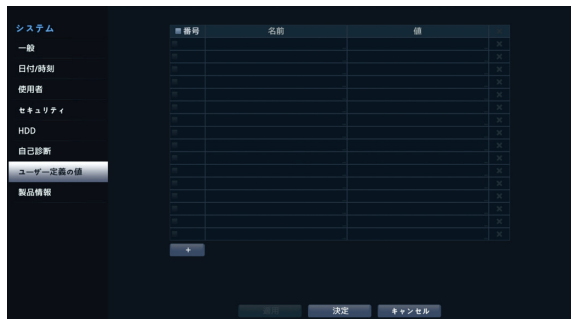 システム
一般
日付/時刻
使用者
セキュリティ
HDD
自己診断
ユーザー定義の値
製品情報
番号 名前 値
+
決定 キャンセル